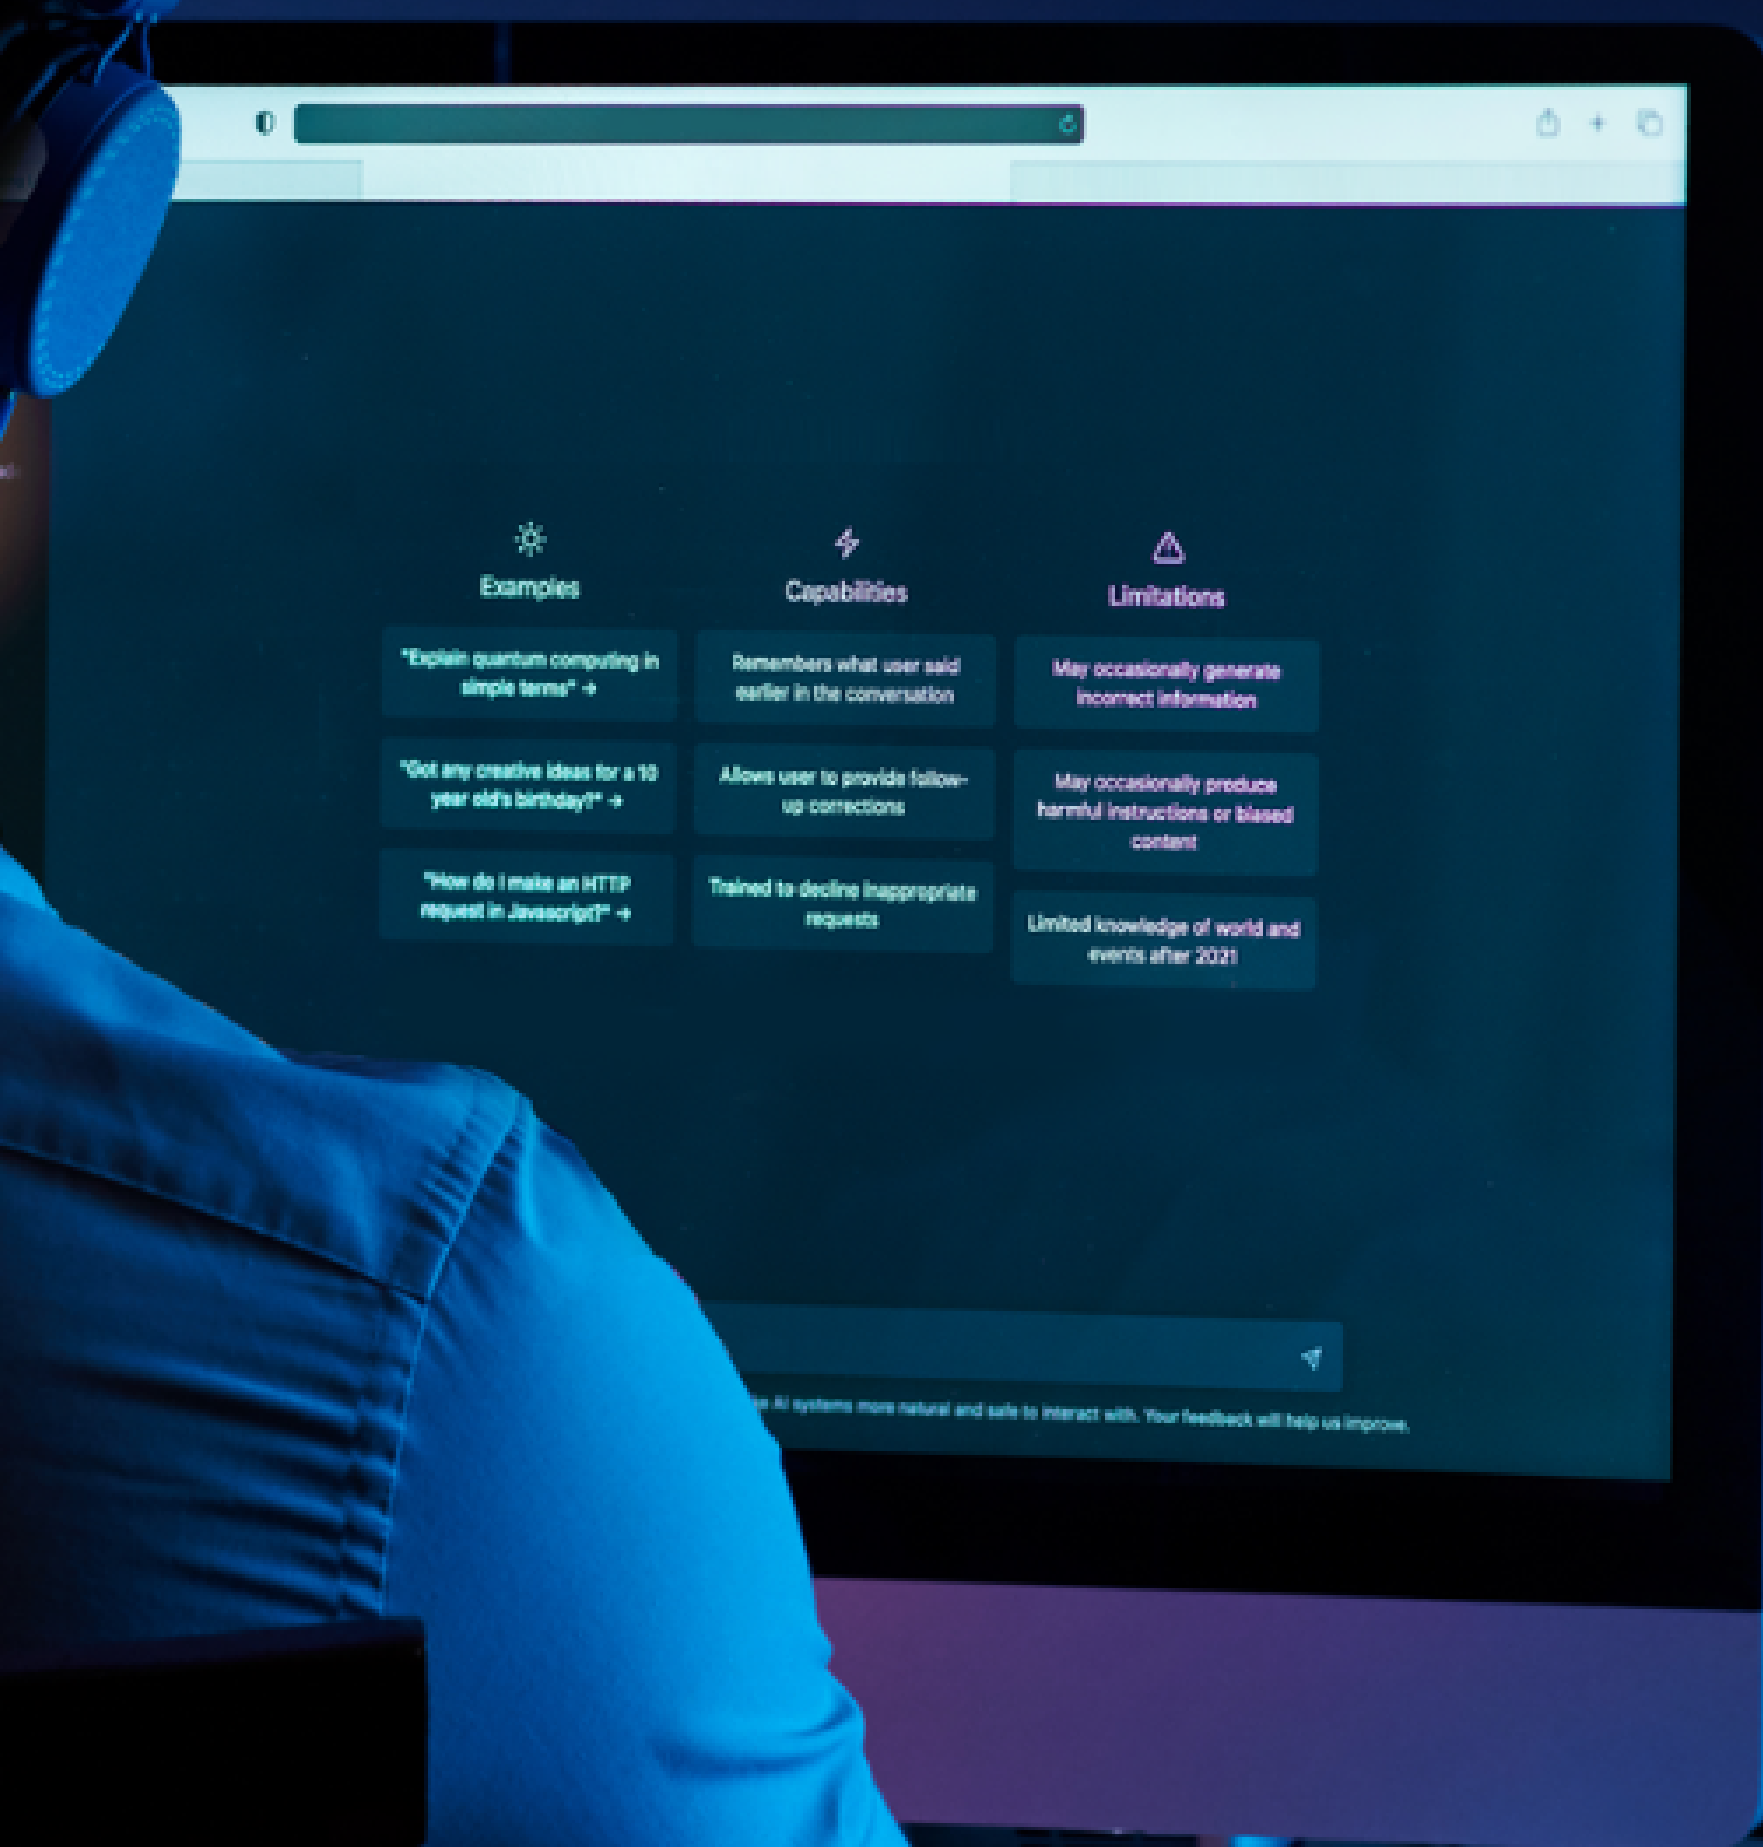 Examples
"Explain quantum computing in
simple terms" →
"Got any creative ideas for a 10
year old's birthday?" →
"How do I make an HTTP
request in Javascript?" →
Capabilities
Remembers what user said
earlier in the conversation
Allows user to provide follow-
up corrections
Trained to decline inappropriate
requests
Limitations
May occasionally generate
incorrect information
May occasionally produce
harmful instructions or biased
content
Limited knowledge of world and
events after 2021
AI systems more natural and safe to interact with. Your feedback will help us improve.